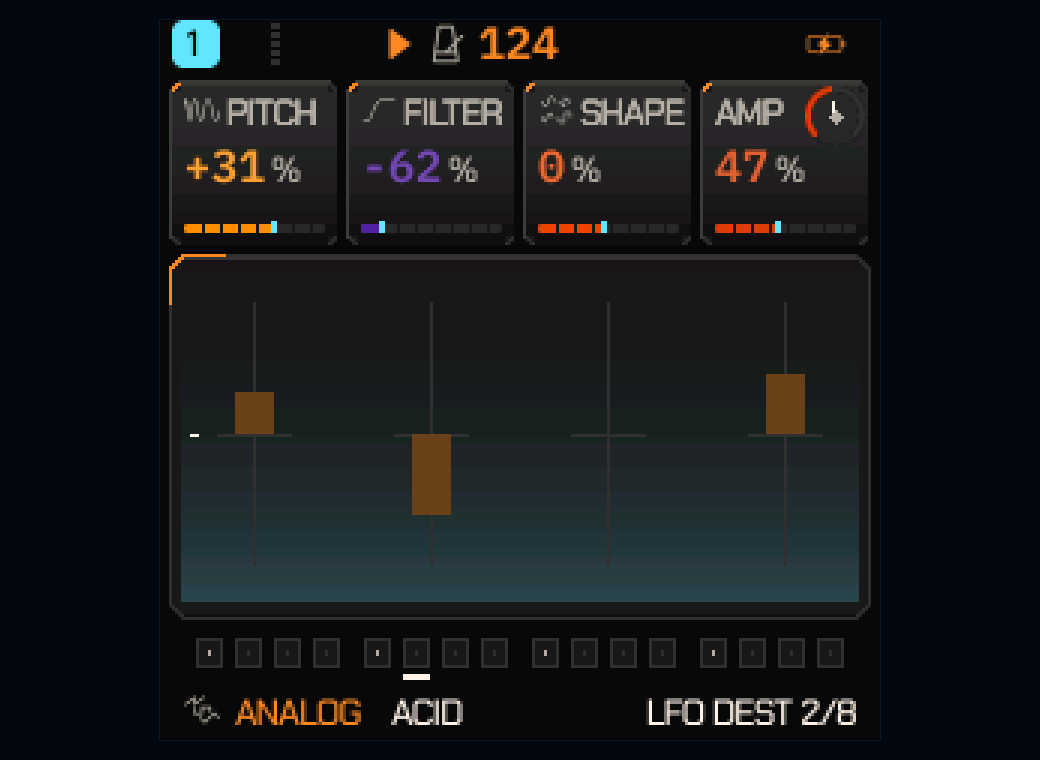 1 124
PITCH FILTER SHAPE AMP
+31% -62% 0% 47%
ANALOG ACID LFO DEST 2/8